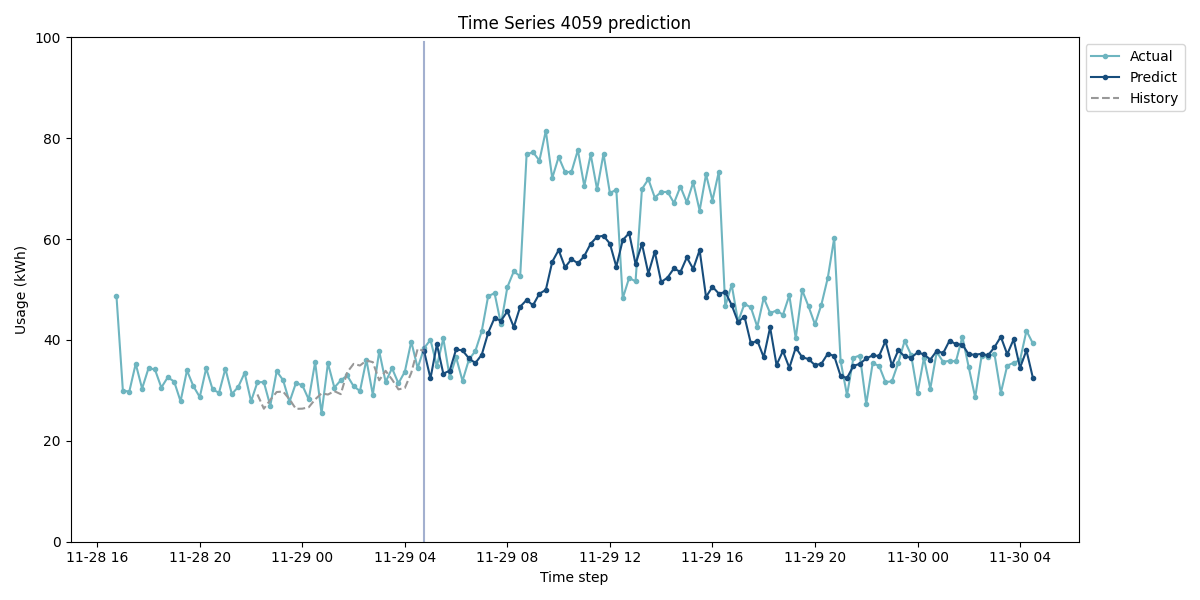 Time Series 4059 prediction
Actual
Predict
History
Usage (kWh)
100
80
60
40
20
0
11-28 16
11-28 20
11-29 00
11-29 04
11-29 08
11-29 12
11-29 16
11-29 20
11-30 00
11-30 04
Time step